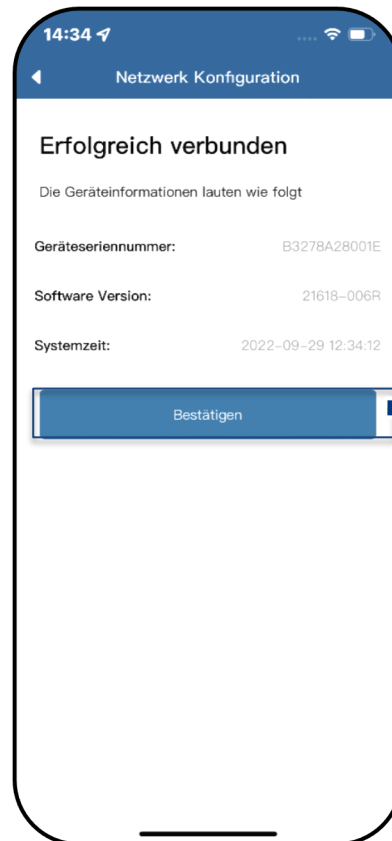 14:34
Netzwerk Konfiguration
Erfolgreich verbunden
Die Geräteinformationen lauten wie folgt
Geräteseriennummer: B3278A28001E
Software Version: 21618-006R
Systemzeit: 2022-09-29 12:34:12
Bestätigen